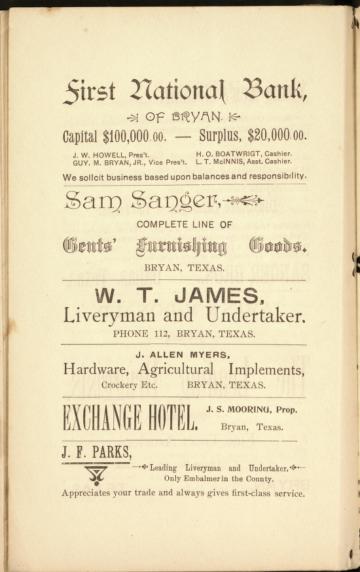 First National Bank,
OF BRYAN.
Capital $100,000.00. — Surplus, $20,000.00.
J. W. HOWELL, Pres't. H. O. BOATWRIGT, Cashier.
GUY. M. BRYAN, JR., Vice Pres't. L. T. McINNIS, Asst. Cashier.
We solicit business based upon balances and responsibility.
Sam Sanger,
COMPLETE LINE OF
Gents' Furnishing Goods.
BRYAN, TEXAS.
W. T. JAMES,
Liveryman and Undertaker.
PHONE 112, BRYAN, TEXAS.
J. ALLEN MYERS,
Hardware, Agricultural Implements,
Crockery Etc. BRYAN, TEXAS.
EXCHANGE HOTEL. J. S. MOORING, Prop.
Bryan, Texas.
J. F. PARKS,
Leading Liveryman and Undertaker,
Only Embalmer in the County.
Appreciates your trade and always gives first-class service.